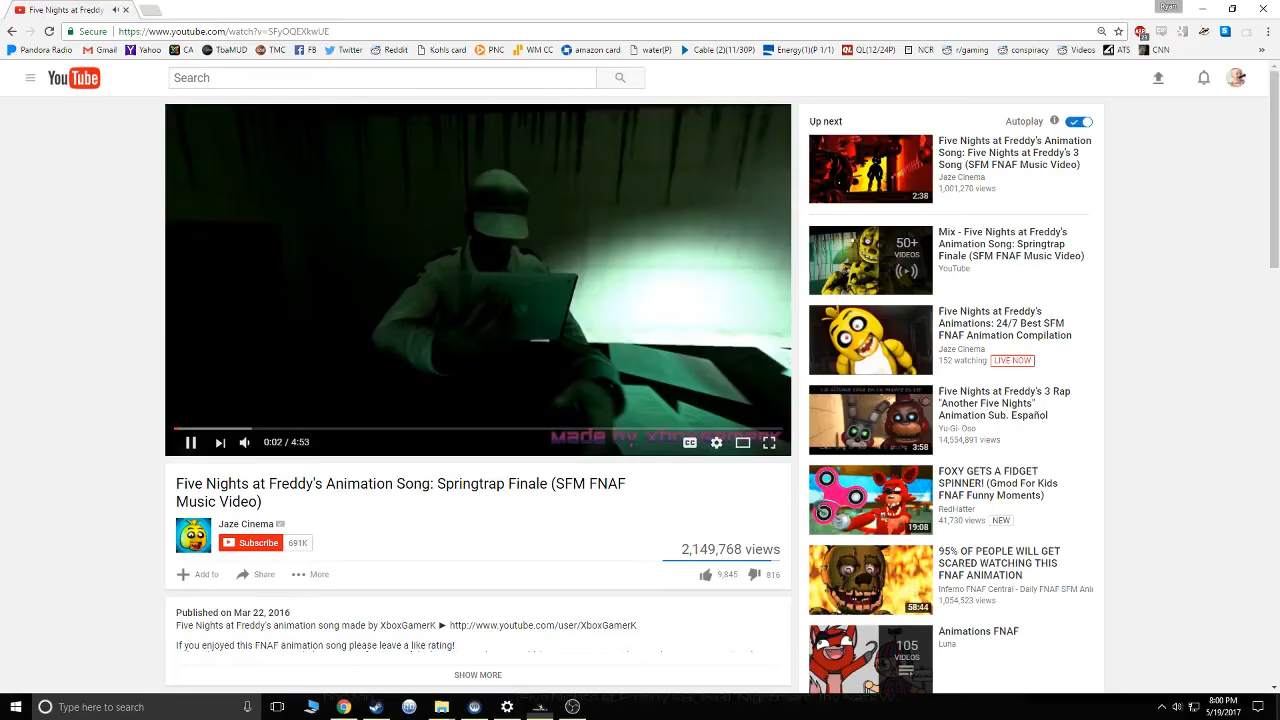 Five Nights at Freddy
Ryan
Secure
https://www.youtube.com/watch?v=SFyOQEXkwUE
Pandora Radio Gmail Yahoo CA TbaMUD TMC FB Twitter Reddit Kotaku PNC WM CC amazon card water(P) Cable (2)(11/30P) Energy(1)(P 1/1) QL(12/24P) NCR r/gaming conspiracy Videos ATS CNN
YouTube
Search
0:02 / 4:53
Made by
CC
Five Nights at Freddy's Animation Song: Springtrap Finale (SFM FNAF
Music Video)
Jaze Cinema
Subscribe 691K
2,149,768 views
Add to Share More
9,845 816
Published on Mar 22, 2016
Five Nights at Freddy's animation song made by XboxGamerK ► http://www.youtube.com/user/XboxGamerK
If you enjoyed the FNAF animation song please leave a like rating!
SHOW MORE
Up next
Autoplay
Five Nights at Freddy's Animation
Song: Five Nights at Freddy's 3
Song (SFM FNAF Music Video)
Jaze Cinema
1,001,270 views
2:38
50+
VIDEOS
Mix - Five Nights at Freddy's
Animation Song: Springtrap
Finale (SFM FNAF Music Video)
YouTube
Five Nights at Freddy's
Animations: 24/7 Best SFM
FNAF Animation Compilation
Jaze Cinema
152 watching LIVE NOW
Five Nights at Freddy's 3 Rap
"Another Five Nights"
Animation Sub. Español
Yu-Gi- Oso
14,554,891 views
3:58
FOXY GETS A FIDGET
SPINNER! (Gmod For Kids
FNAF Funny Moments)
RedHatter
41,730 views NEW
19:08
95% OF PEOPLE WILL GET
SCARED WATCHING THIS
FNAF ANIMATION
Inferno FNAF Central - Daily FNAF SFM Ani
1,054,523 views
58:44
105
VIDEOS
Animations FNAF
Luna
Type here to search
8:00 PM
5/19/2017